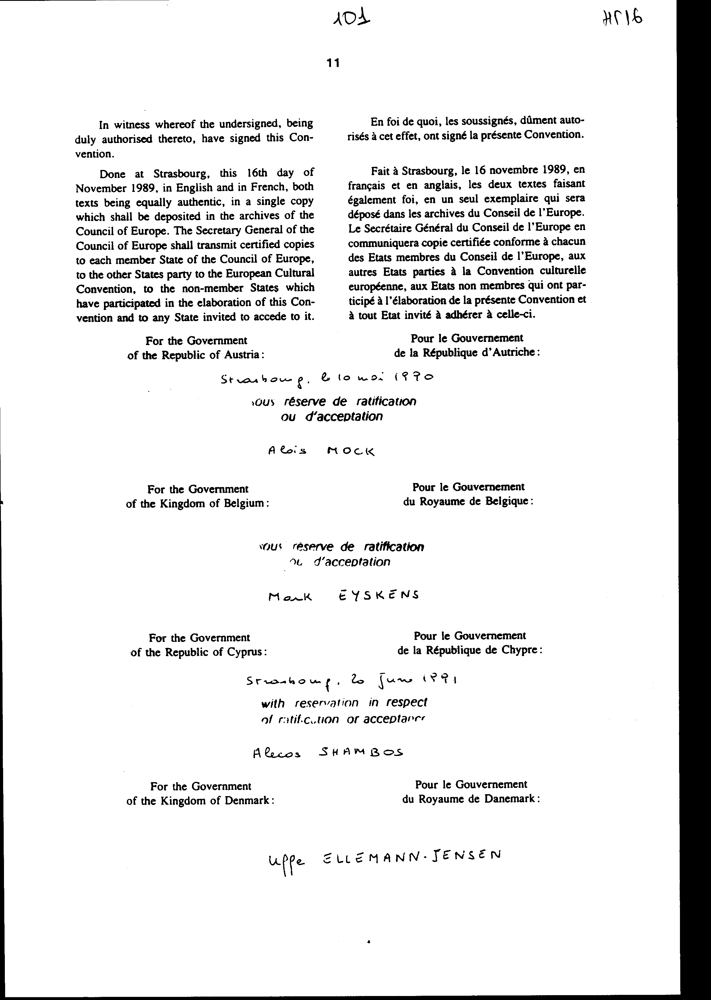 101
11
In witness whereof the undersigned, being
duly authorised thereto, have signed this Con-
vention.
Done at Strasbourg, this 16th day of
November 1989, in English and in French, both
texts being equally authentic, in a single copy
which shall be deposited in the archives of the
Council of Europe. The Secretary General of the
Council of Europe shall transmit certified copies
to each member State of the Council of Europe,
to the other States party to the European Cultural
Convention, to the non-member States which
have participated in the elaboration of this Con-
vention and to any State invited to accede to it.
En foi de quoi, les soussignés, dûment auto-
risés à cet effet, ont signé la présente Convention.
Fait à Strasbourg, le 16 novembre 1989, en
français et en anglais, les deux textes faisant
également foi, en un seul exemplaire qui sera
déposé dans les archives du Conseil de l'Europe.
Le Secrétaire Général du Conseil de l'Europe en
communiquera copie certifiée conforme à chacun
des Etats membres du Conseil de l'Europe, aux
autres Etats parties à la Convention culturelle
européenne, aux Etats non membres qui ont par-
ticipé à l'élaboration de la présente Convention et
à tout Etat invité à adhérer à celle-ci.
For the Government
of the Republic of Austria:
Pour le Gouvernement
de la République d'Autriche:
Strasbourg, le 10 mai 1990
sous réserve de ratification
ou d'acceptation
Alois MOCK
For the Government
of the Kingdom of Belgium:
Pour le Gouvernement
du Royaume de Belgique:
sous réserve de ratification
ou d'acceptation
Mark EYSKENS
For the Government
of the Republic of Cyprus:
Pour le Gouvernement
de la République de Chypre:
Strasbourg, 20 June 1991
with reservation in respect
of ratification or acceptance
Alecos SHAMBOS
For the Government
of the Kingdom of Denmark:
Pour le Gouvernement
du Royaume de Danemark:
Uffe ELLEMANN-JENSEN